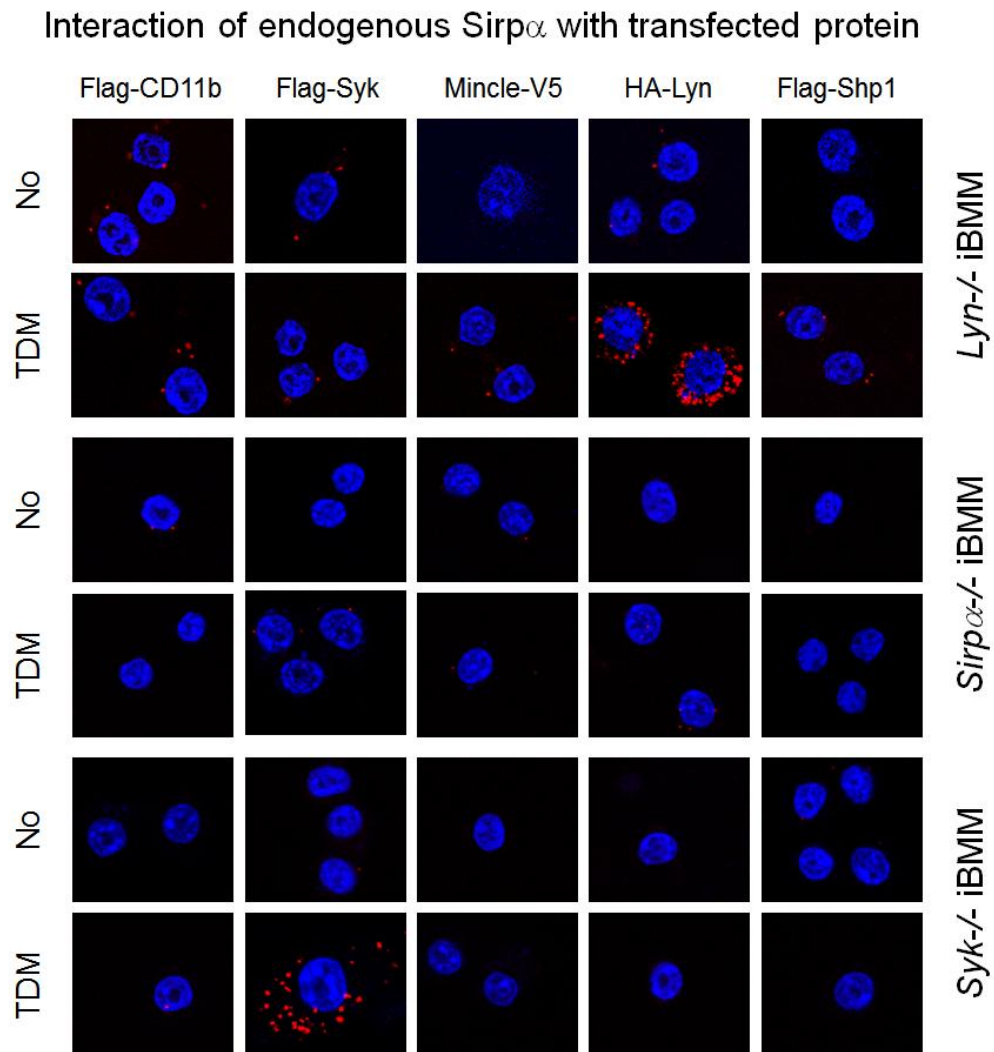 Interaction of endogenous Sirpα with transfected protein
Flag-CD11b Flag-Syk Mincle-V5 HA-Lyn Flag-Shp1
No
TDM
Lyn-/- iBMM
No
TDM
Sirpα-/- iBMM
No
TDM
Syk-/- iBMM